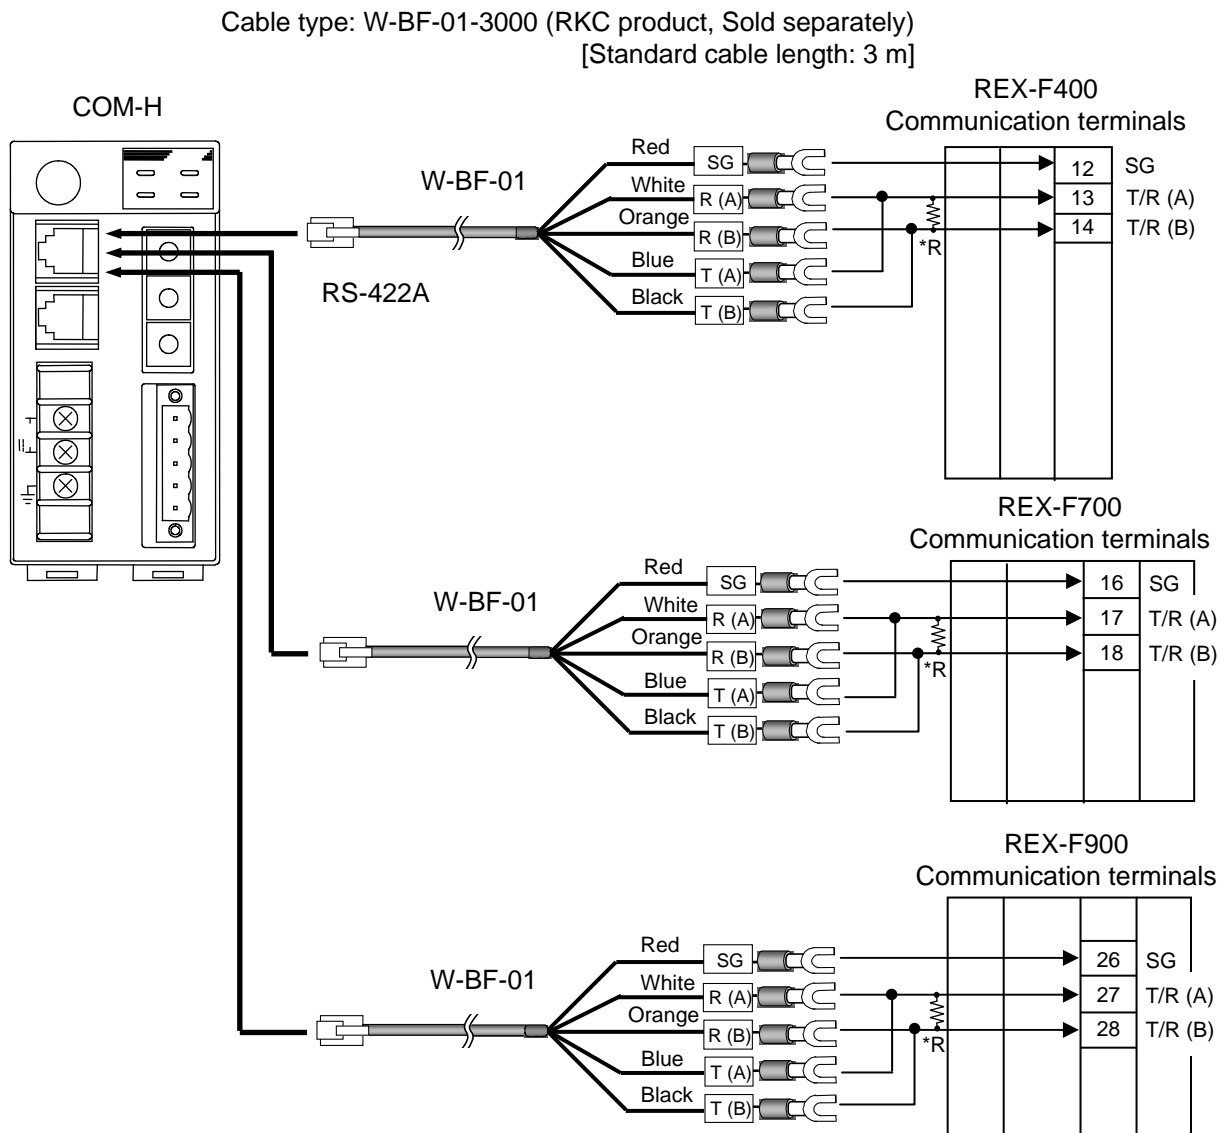 Cable type: W-BF-01-3000 (RKC product, Sold separately)
[Standard cable length: 3 m]
COM-H
REX-F400
Communication terminals
W-BF-01
RS-422A
Red
SG
12
SG
White
R (A)
13
T/R (A)
Orange
R (B)
14
T/R (B)
*R
Blue
T (A)
Black
T (B)
REX-F700
Communication terminals
W-BF-01
Red
SG
16
SG
White
R (A)
17
T/R (A)
Orange
R (B)
18
T/R (B)
*R
Blue
T (A)
Black
T (B)
REX-F900
Communication terminals
W-BF-01
Red
SG
26
SG
White
R (A)
27
T/R (A)
Orange
R (B)
28
T/R (B)
*R
Blue
T (A)
Black
T (B)